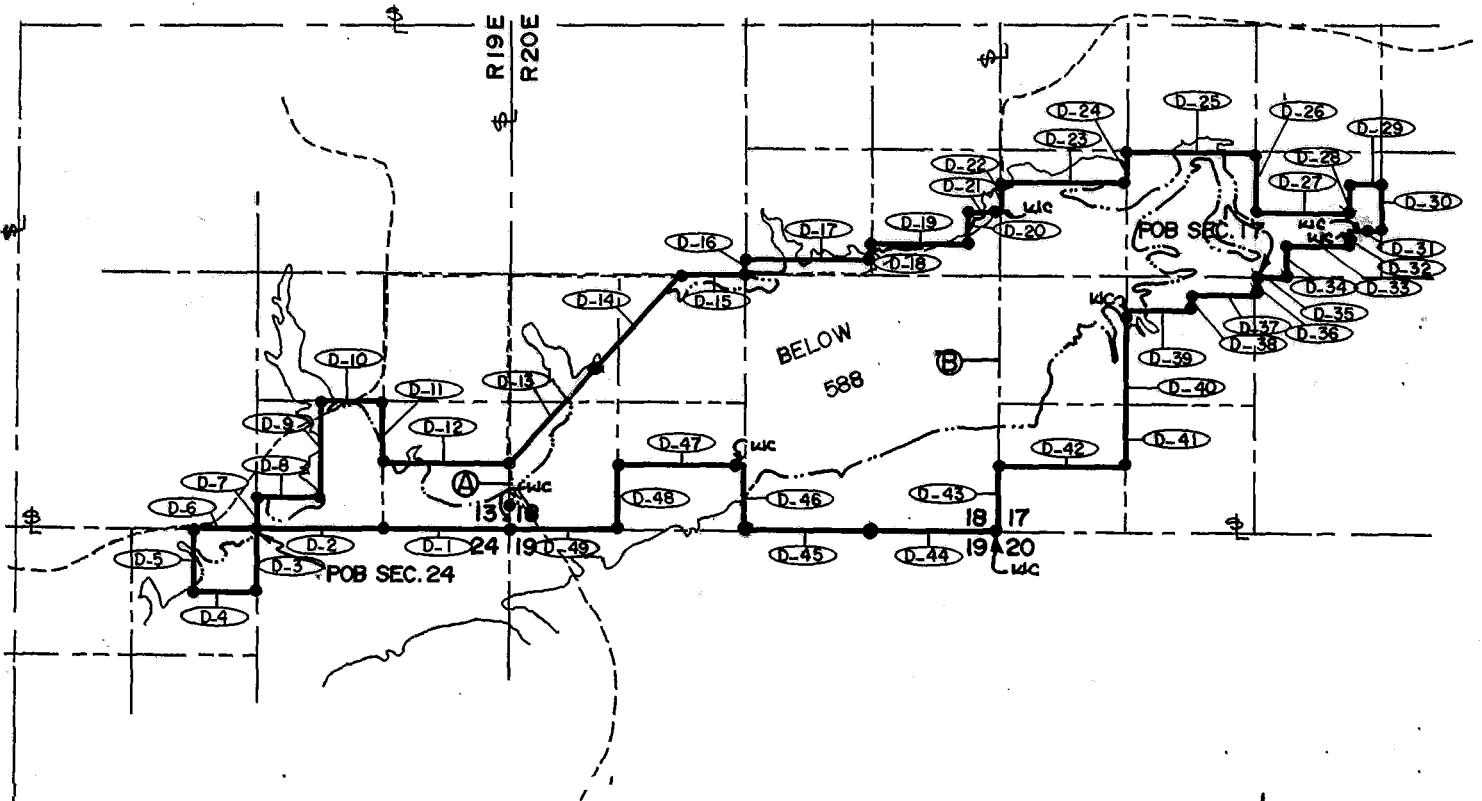 R19E
R20E
D-25
D-24
D-26
D-23
D-29
D-28
D-22
D-27
D-21
D-30
WC
D-20
POB SEC. 17
WC
WC
D-19
D-17
D-16
D-18
D-31
D-32
D-15
D-14
D-34
D-33
D-35
WC
D-37
D-36
D-38
D-39
BELOW
588
B
D-10
D-13
D-11
D-40
D-9
D-12
D-47
WC
D-41
D-42
D-8
A
WC
D-7
D-48
D-46
D-43
D-6
13
18
18
17
D-5
D-2
D-1
24
19
D-49
D-45
D-44
19
20
D-3
POB SEC. 24
WC
D-4